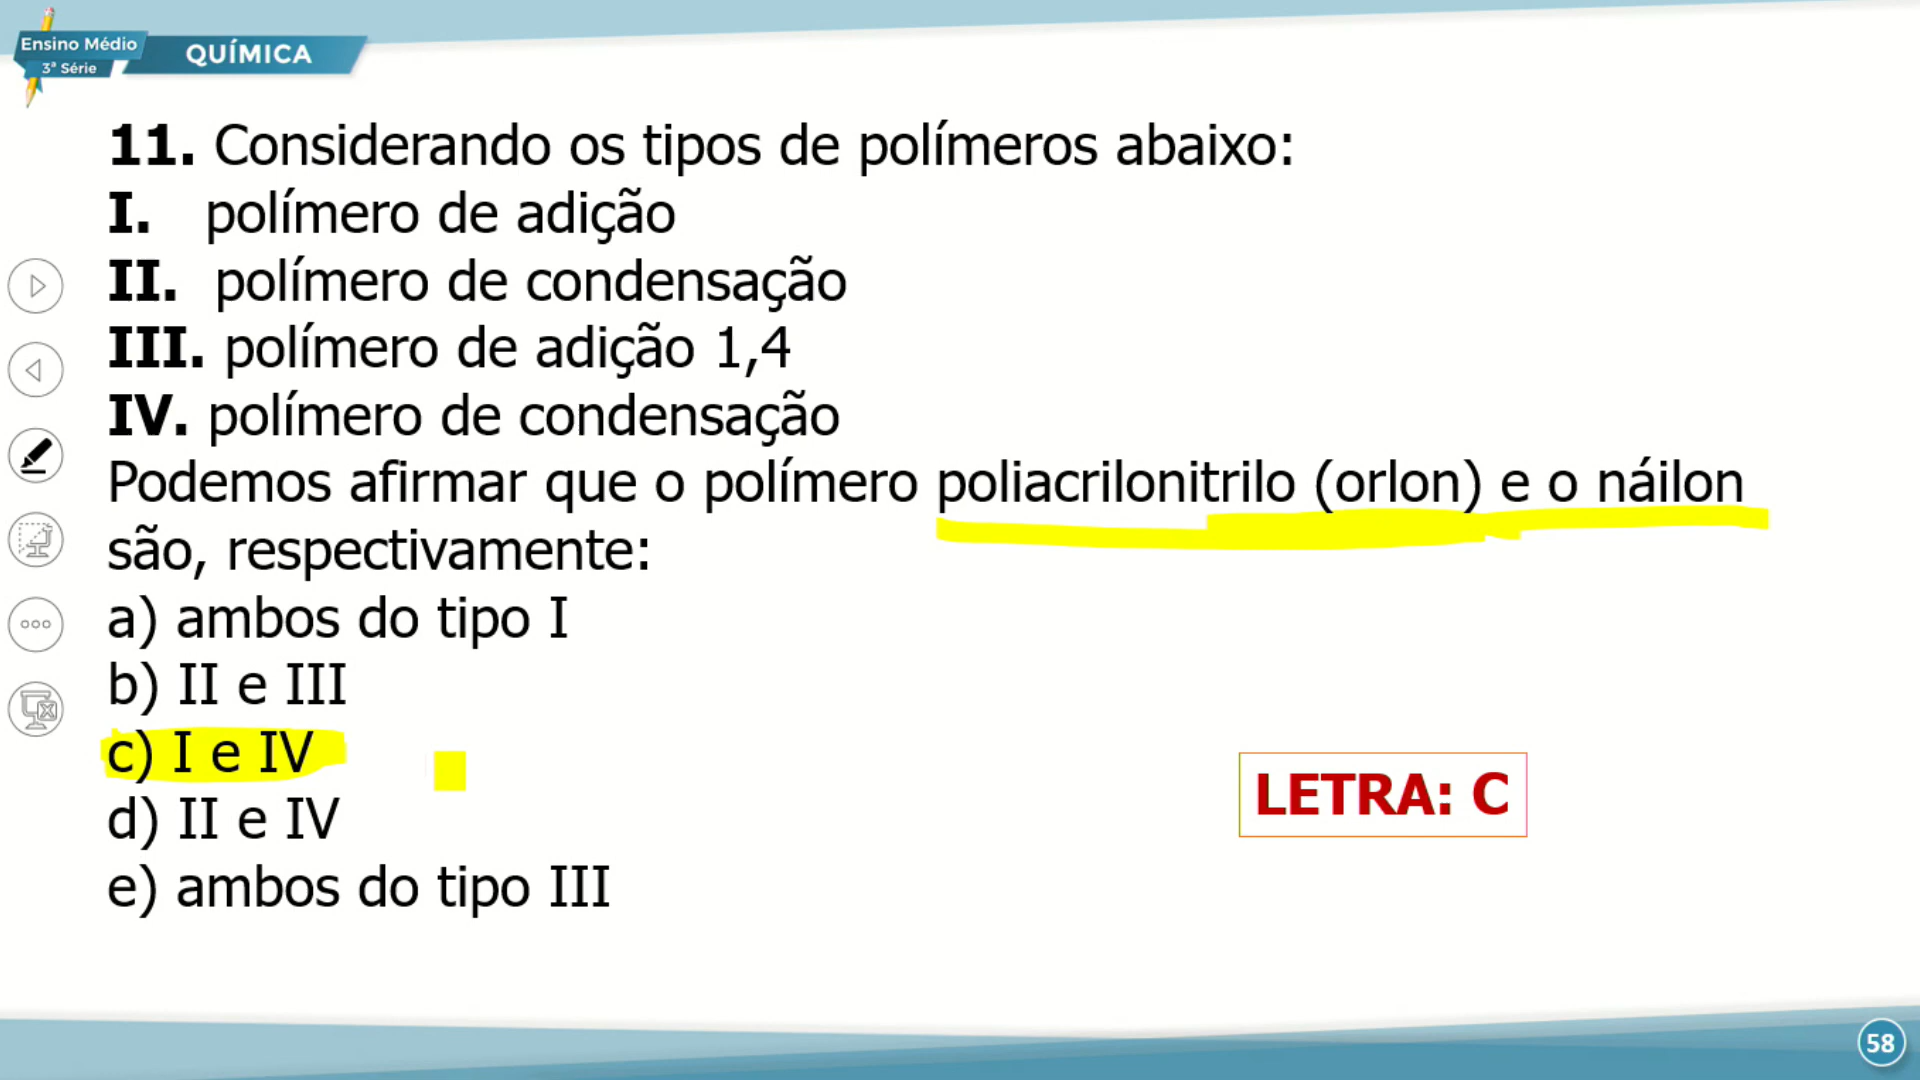 Ensino Médio
3ª Série
QUÍMICA
11. Considerando os tipos de polímeros abaixo:
I. polímero de adição
II. polímero de condensação
III. polímero de adição 1,4
IV. polímero de condensação
Podemos afirmar que o polímero poliacrilonitrilo (orlon) e o náilon
são, respectivamente:
a) ambos do tipo I
b) II e III
c) I e IV
d) II e IV
e) ambos do tipo III
LETRA: C
58